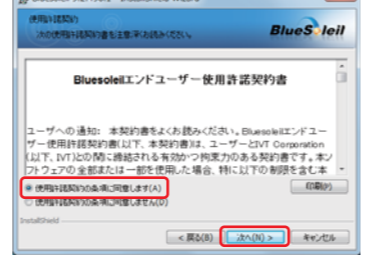 使用許諾契約
次の使用許諾契約書を注意深くお読みください。
BlueSoleil
Bluesoleilエンドユーザー使用許諾契約書
ユーザへの通知: 本契約書をよくお読みください。Bluesoleilエンドユー
ザー使用許諾契約書(以下、本契約書)は、ユーザーとIVT Corporation
(以下、IVT)との間に締結される有効かつ拘束力のある契約書です。本ソ
フトウェアの全部または一部を使用した場合、特に以下の制限を含む本
使用許諾契約の条項に同意します(A)
印刷(P)
使用許諾契約の条項に同意しません(D)
InstallShield
< 戻る(B)
次へ(N) >
キャンセル